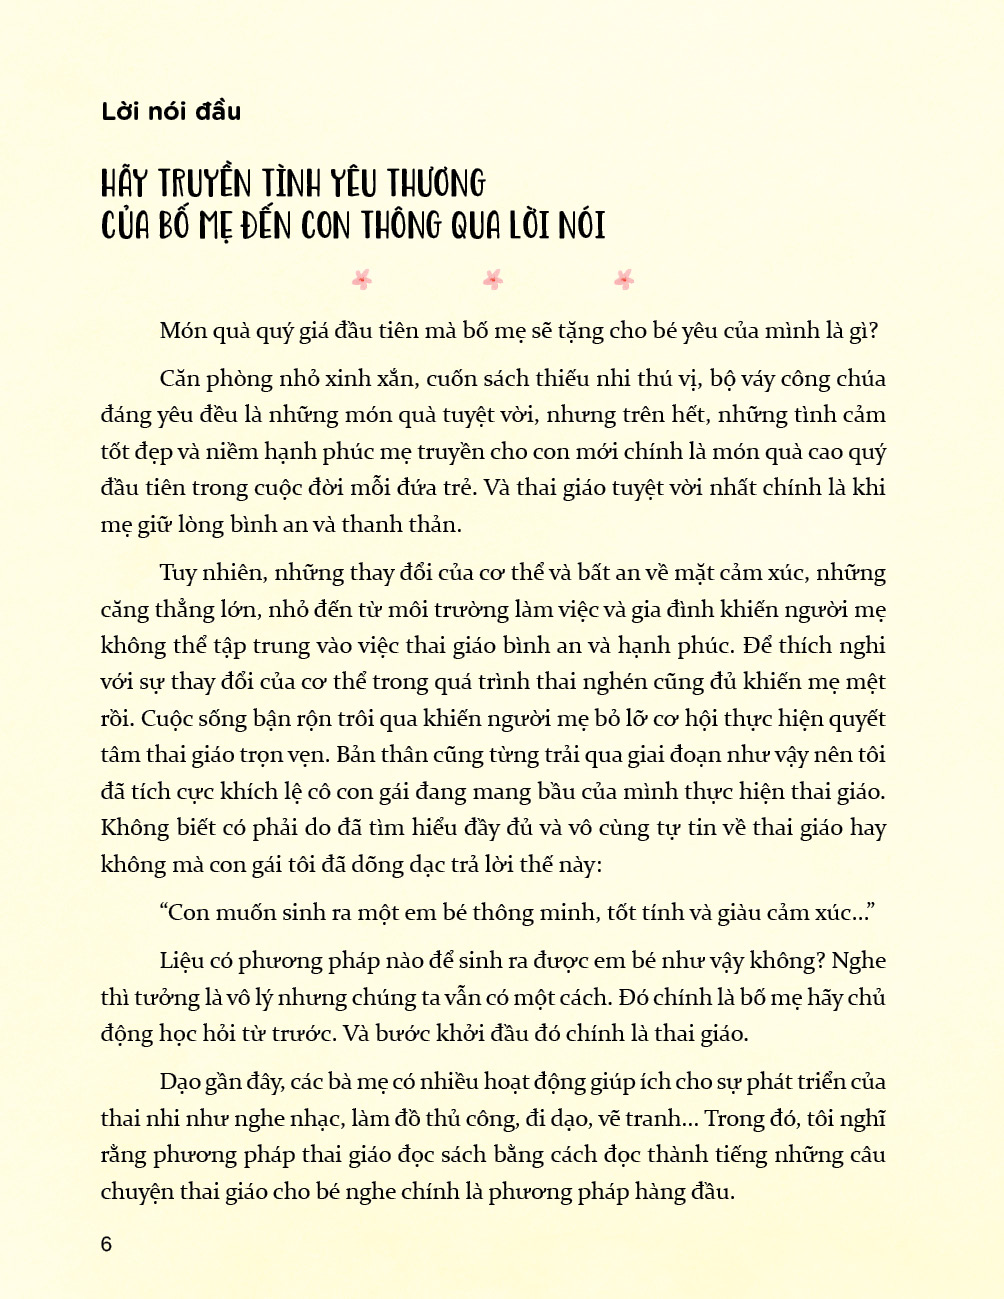 Lời nói đầu
HÃY TRUYỀN TÌNH YÊU THƯƠNG
CỦA BỐ MẸ ĐẾN CON THÔNG QUA LỜI NÓI
Món quà quý giá đầu tiên mà bố mẹ sẽ tặng cho bé yêu của mình là gì?
Căn phòng nhỏ xinh xắn, cuốn sách thiếu nhi thú vị, bộ váy công chúa
đáng yêu đều là những món quà tuyệt vời, nhưng trên hết, những tình cảm
tốt đẹp và niềm hạnh phúc mẹ truyền cho con mới chính là món quà cao quý
đầu tiên trong cuộc đời mỗi đứa trẻ. Và thai giáo tuyệt vời nhất chính là khi
mẹ giữ lòng bình an và thanh thản.
Tuy nhiên, những thay đổi của cơ thể và bất an về mặt cảm xúc, những
căng thẳng lớn, nhỏ đến từ môi trường làm việc và gia đình khiến người mẹ
không thể tập trung vào việc thai giáo bình an và hạnh phúc. Để thích nghi
với sự thay đổi của cơ thể trong quá trình thai nghén cũng đủ khiến mẹ mệt
rồi. Cuộc sống bận rộn trôi qua khiến người mẹ bỏ lỡ cơ hội thực hiện quyết
tâm thai giáo trọn vẹn. Bản thân cũng từng trải qua giai đoạn như vậy nên tôi
đã tích cực khích lệ cô con gái đang mang bầu của mình thực hiện thai giáo.
Không biết có phải do đã tìm hiểu đầy đủ và vô cùng tự tin về thai giáo hay
không mà con gái tôi đã dõng dạc trả lời thế này:
“Con muốn sinh ra một em bé thông minh, tốt tính và giàu cảm xúc...”
Liệu có phương pháp nào để sinh ra được em bé như vậy không? Nghe
thì tưởng là vô lý nhưng chúng ta vẫn có một cách. Đó chính là bố mẹ hãy chủ
động học hỏi từ trước. Và bước khởi đầu đó chính là thai giáo.
Dạo gần đây, các bà mẹ có nhiều hoạt động giúp ích cho sự phát triển của
thai nhi như nghe nhạc, làm đồ thủ công, đi dạo, vẽ tranh... Trong đó, tôi nghĩ
rằng phương pháp thai giáo đọc sách bằng cách đọc thành tiếng những câu
chuyện thai giáo cho bé nghe chính là phương pháp hàng đầu.
6